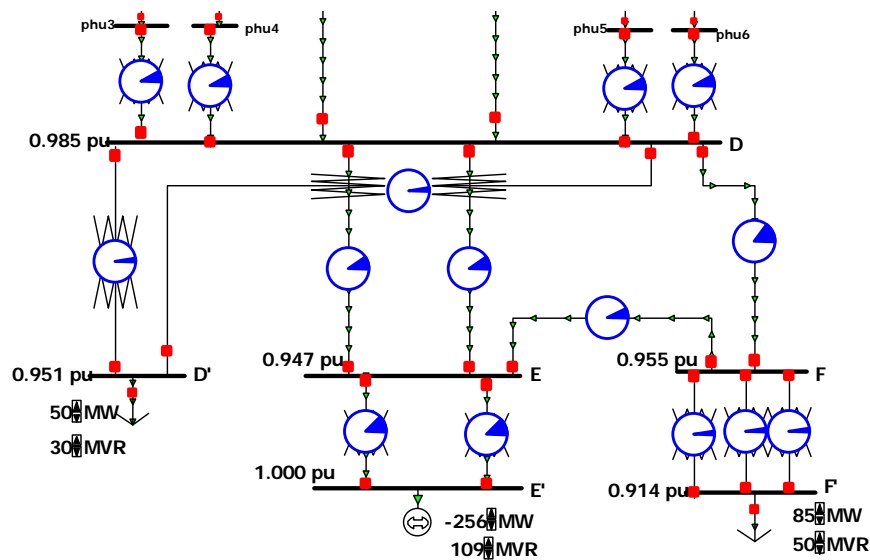 phu3
phu4
phu5
phu6
0.985 pu
D
0.947 pu
E
0.955 pu
F
0.951 pu
D'
50 MW
30 MVR
1.000 pu
E'
-256 MW
109 MVR
0.914 pu
F'
85 MW
50 MVR